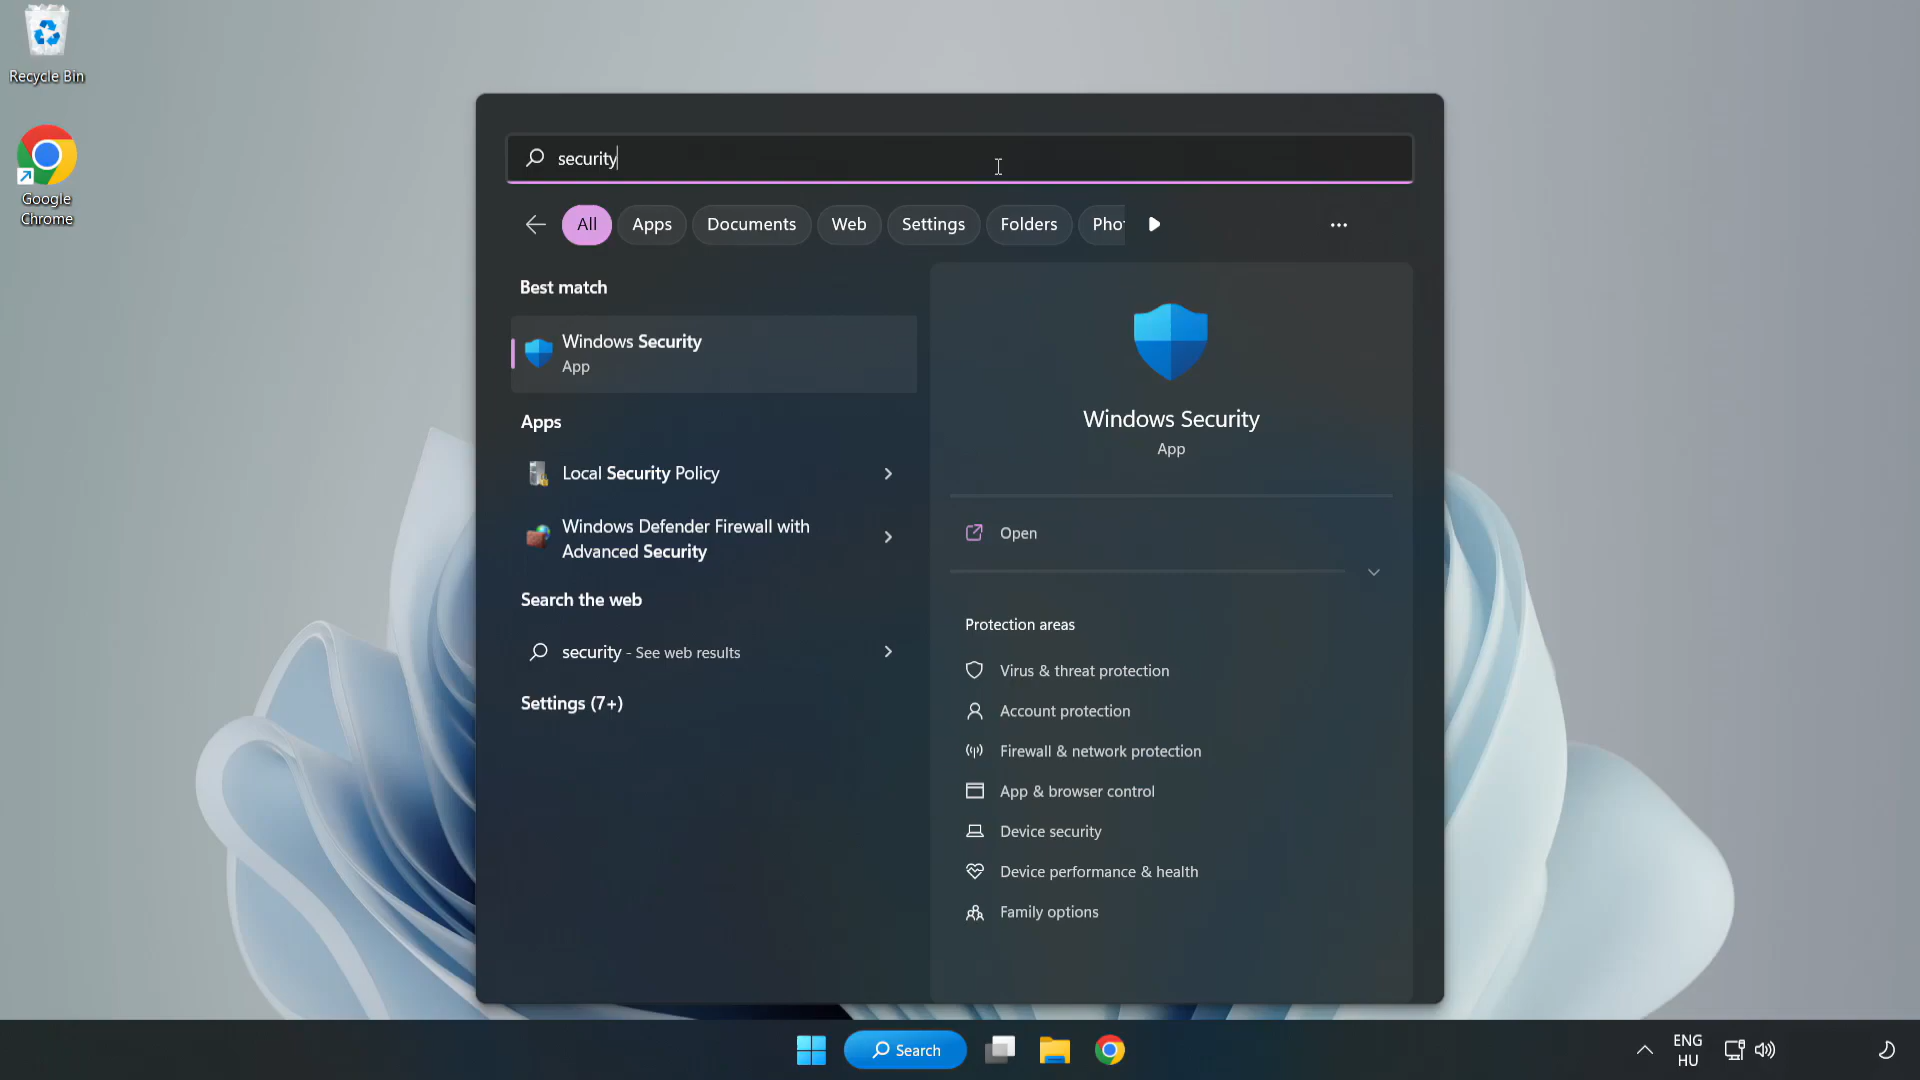 Recycle Bin
Google
Chrome
security
All
Apps
Documents
Web
Settings
Folders
Best match
Windows Security
App
Apps
Local Security Policy
Windows Defender Firewall with
Advanced Security
Search the web
security - See web results
Settings (7+)
Windows Security
App
Open
Protection areas
Virus & threat protection
Account protection
Firewall & network protection
App & browser control
Device security
Device performance & health
Family options
Search
ENG
HU